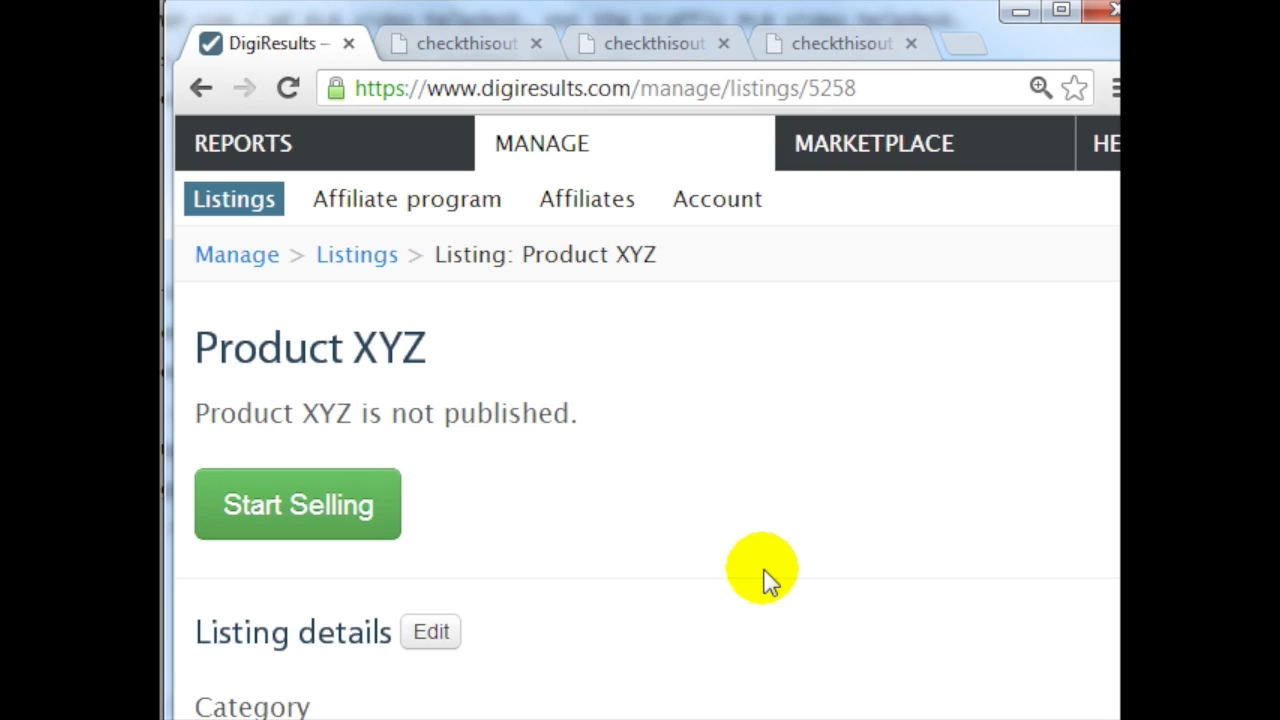 DigiResults –
checkthisout
checkthisout
checkthisout
https://www.digiresults.com/manage/listings/5258
REPORTS
MANAGE
MARKETPLACE
HE
Listings
Affiliate program
Affiliates
Account
Manage > Listings > Listing: Product XYZ
Product XYZ
Product XYZ is not published.
Start Selling
Listing details
Edit
Category